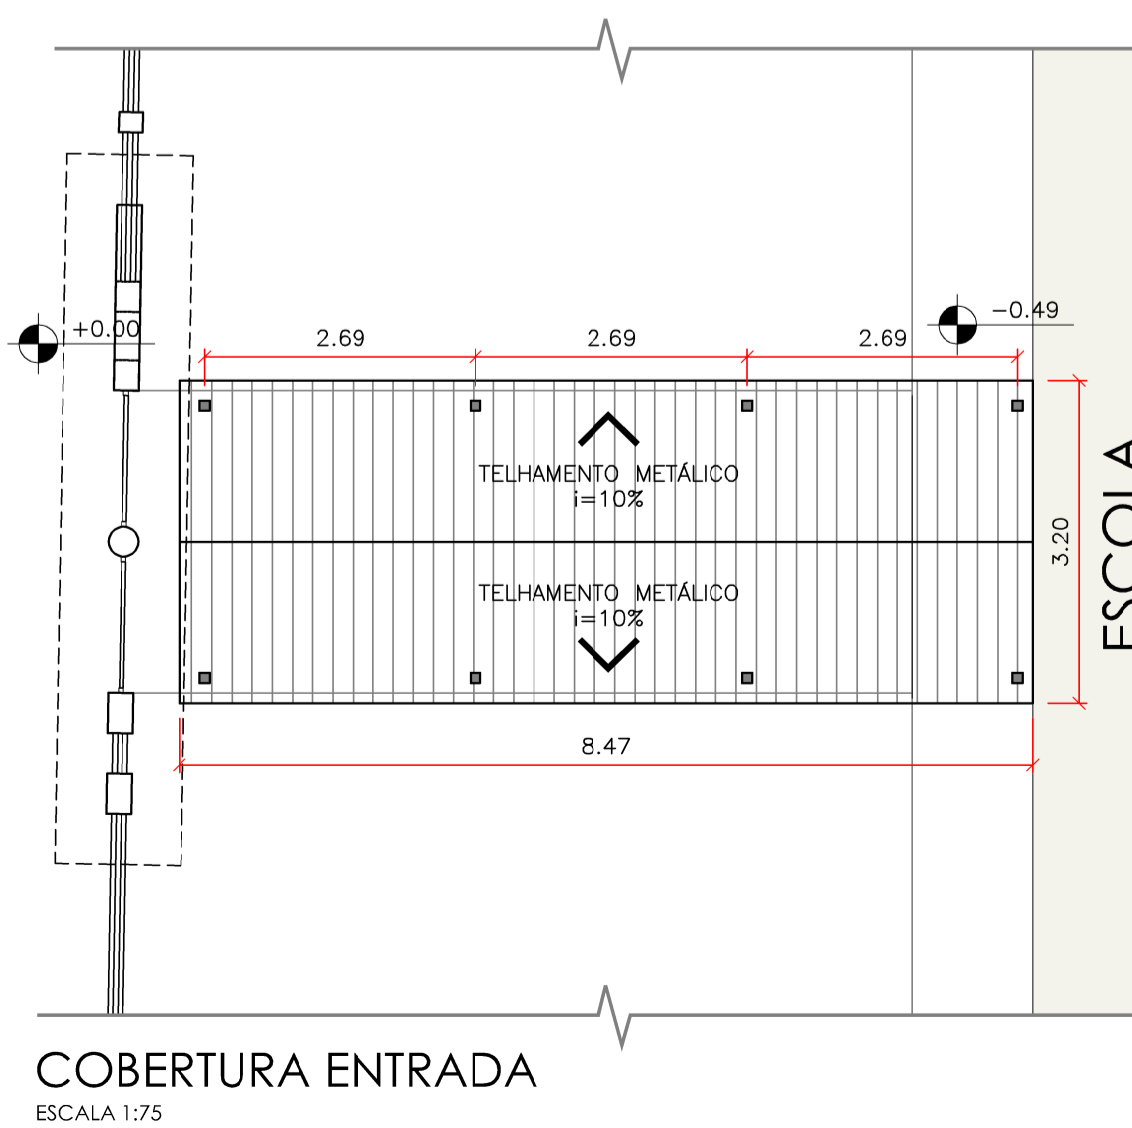 +0.00
-0.49
2.69
2.69
2.69
TELHAMENTO METÁLICO
i=10%
TELHAMENTO METÁLICO
i=10%
3.20
ESCOLA
8.47
COBERTURA ENTRADA
ESCALA 1:75